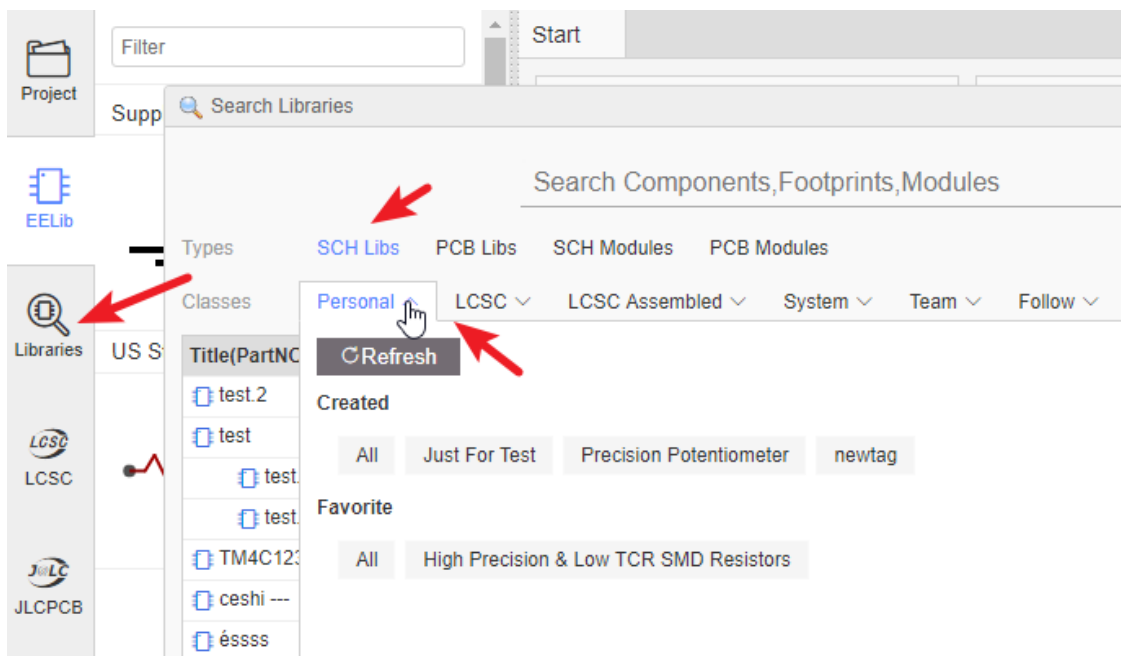 Filter
Start
Project
Supp
Search Libraries
Search Components,Footprints,Modules
EELib
Types SCH Libs PCB Libs SCH Modules PCB Modules
Classes Personal LCSC LCSC Assembled System Team Follow
Libraries
US S
Title(PartNO
Refresh
test.2
Created
test
All Just For Test Precision Potentiometer newtag
LCSC
LCSC
test.
Favorite
test.
TM4C123
All High Precision & Low TCR SMD Resistors
JLC
JLCPCB
ceshi ---
éssss